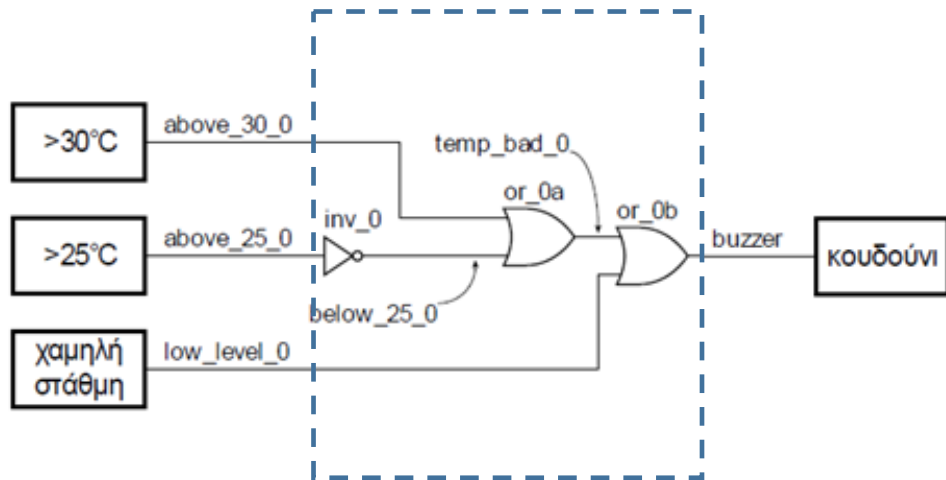 >30°C
above_30_0
temp_bad_0
or_0a
or_0b
inv_0
>25°C
above_25_0
buzzer
κουδούνι
below_25_0
χαμηλή
στάθμη
low_level_0